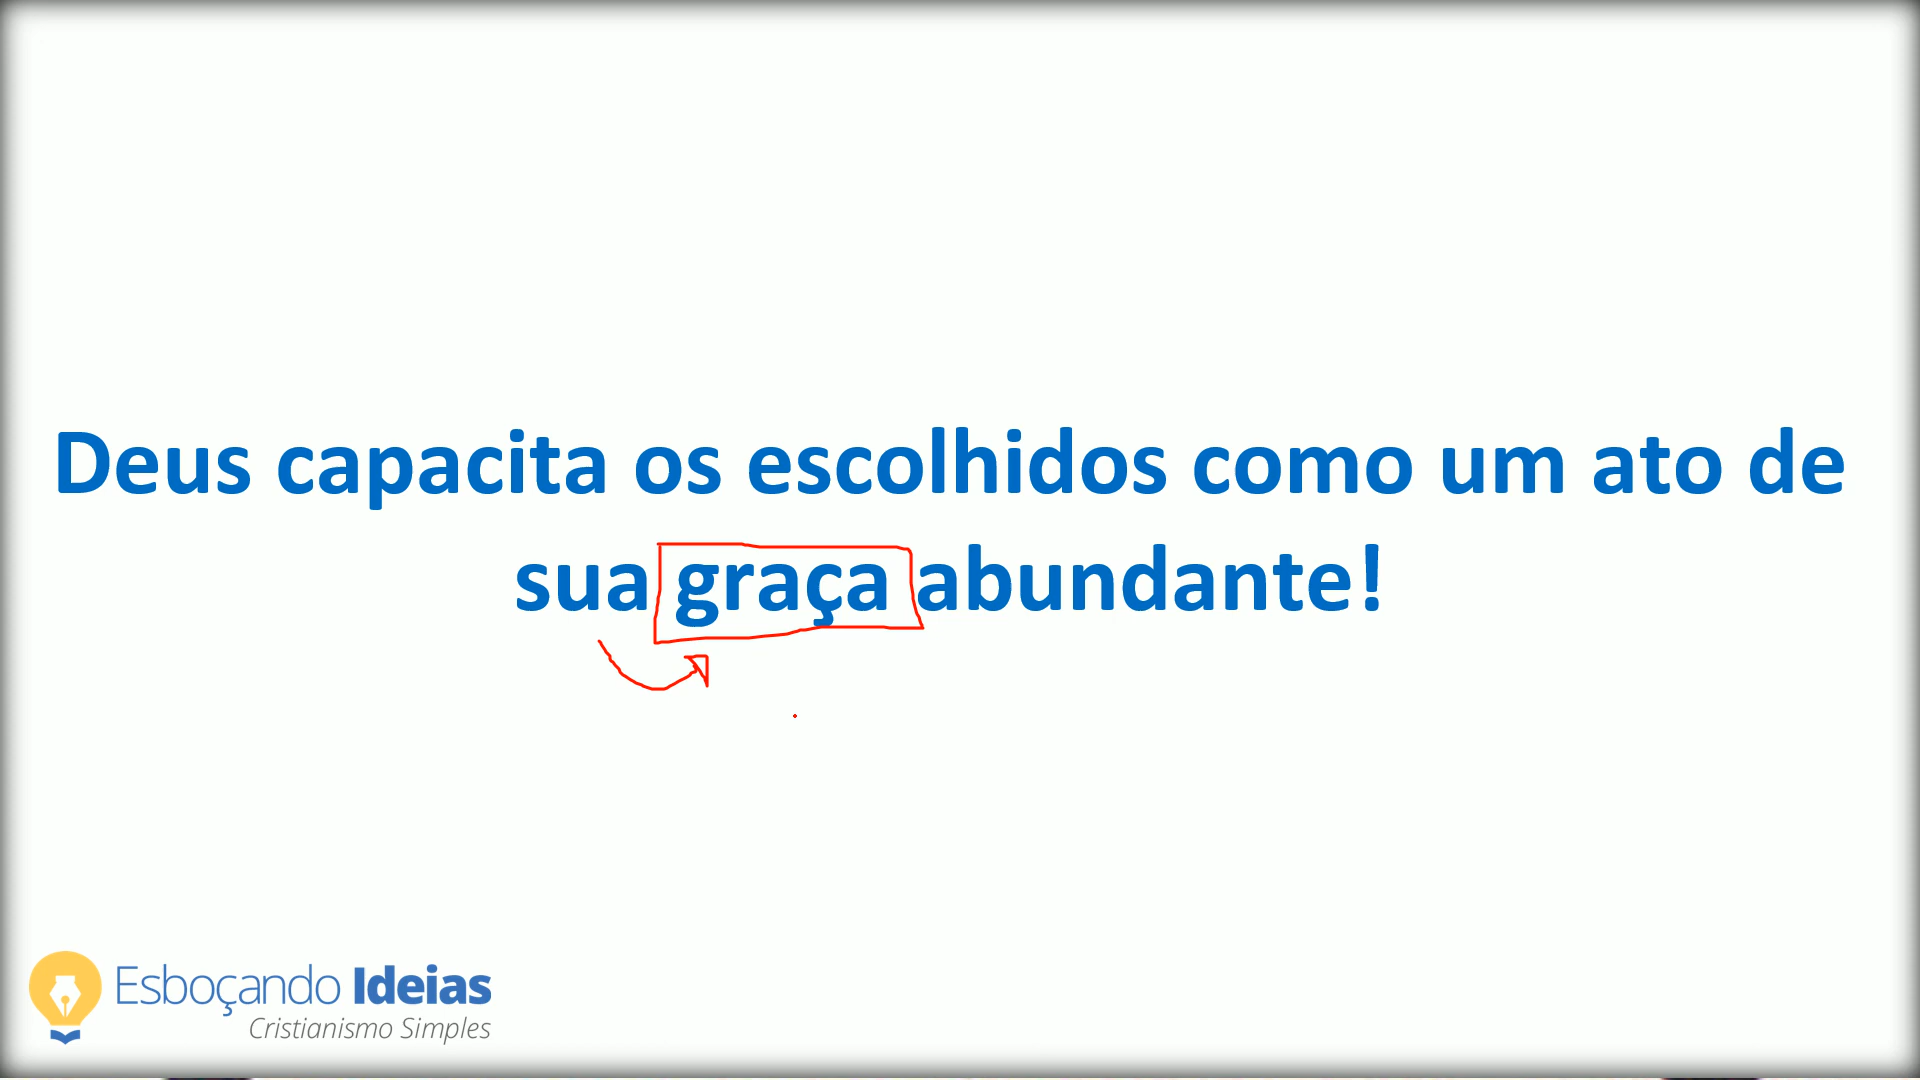 Deus capacita os escolhidos como um ato de
sua graça abundante!
Esboçando Ideias
Cristianismo Simples